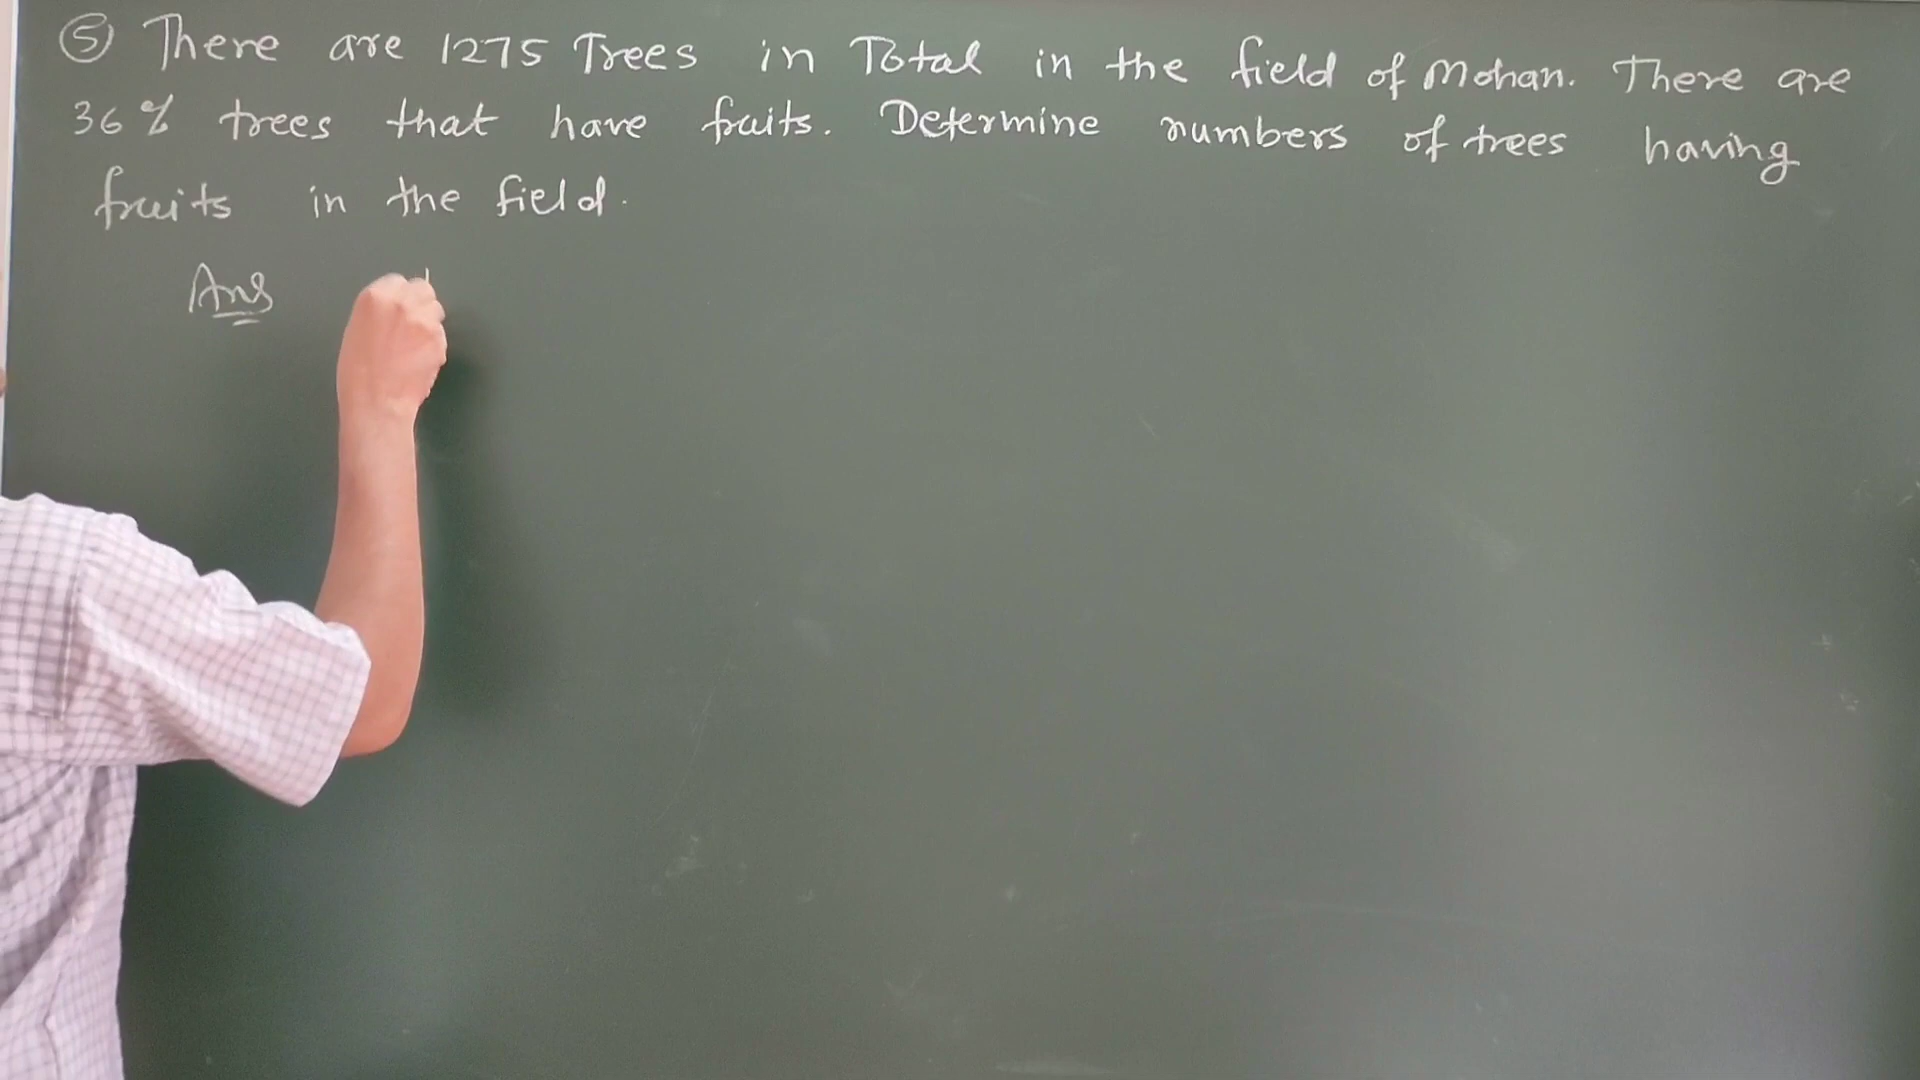 ⑤ There are 1275 Trees in Total in the field of Mohan. There are
36% trees that have fruits. Determine numbers of trees having
fruits in the field.
Ans